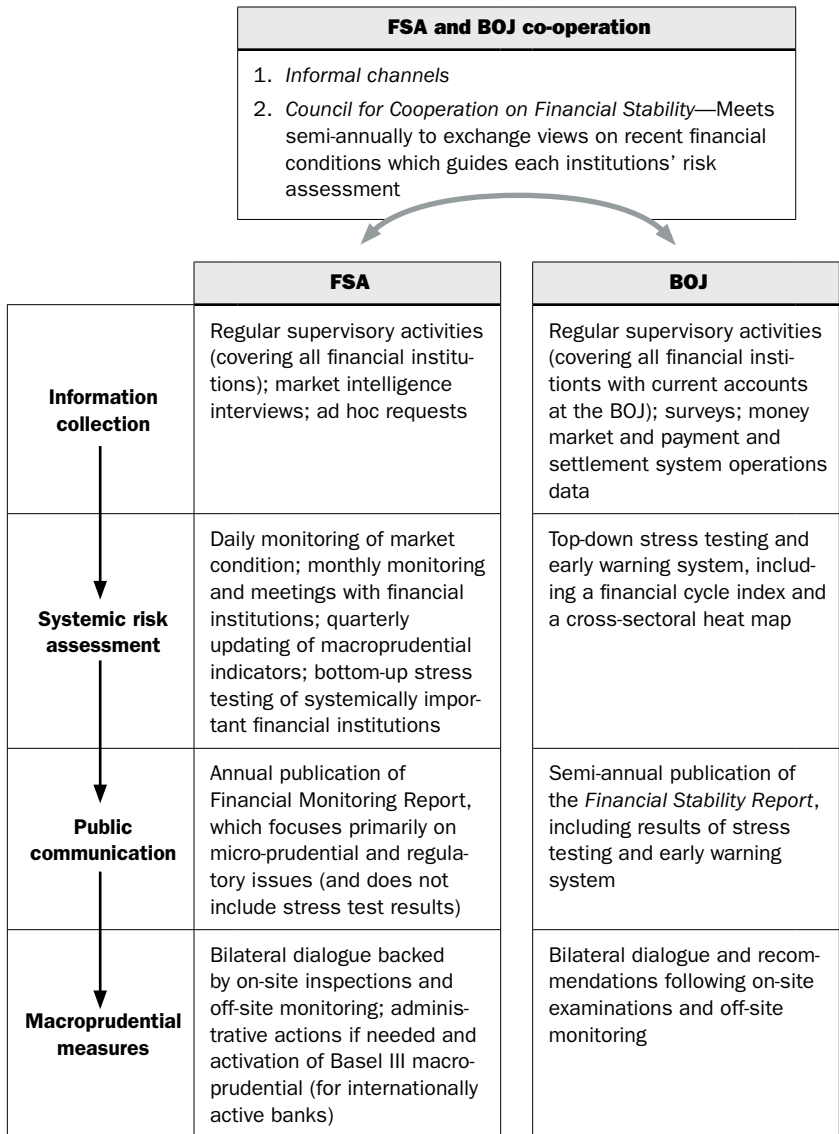 FSA and BOJ co-operation
1. Informal channels
2. Council for Cooperation on Financial Stability—Meets
semi-annually to exchange views on recent financial
conditions which guides each institutions’ risk
assessment
FSA
BOJ
Information
collection
Regular supervisory activities
(covering all financial institu-
tions); market intelligence
interviews; ad hoc requests
Regular supervisory activities
(covering all financial insti-
tionts with current accounts
at the BOJ); surveys; money
market and payment and
settlement system operations
data
Systemic risk
assessment
Daily monitoring of market
condition; monthly monitoring
and meetings with financial
institutions; quarterly
updating of macroprudential
indicators; bottom-up stress
testing of systemically impor-
tant financial institutions
Top-down stress testing and
early warning system, includ-
ing a financial cycle index and
a cross-sectoral heat map
Public
communication
Annual publication of
Financial Monitoring Report,
which focuses primarily on
micro-prudential and regula-
tory issues (and does not
include stress test results)
Semi-annual publication of
the Financial Stability Report,
including results of stress
testing and early warning
system
Macroprudential
measures
Bilateral dialogue backed
by on-site inspections and
off-site monitoring; adminis-
trative actions if needed and
activation of Basel III macro-
prudential (for internationally
active banks)
Bilateral dialogue and recom-
mendations following on-site
examinations and off-site
monitoring